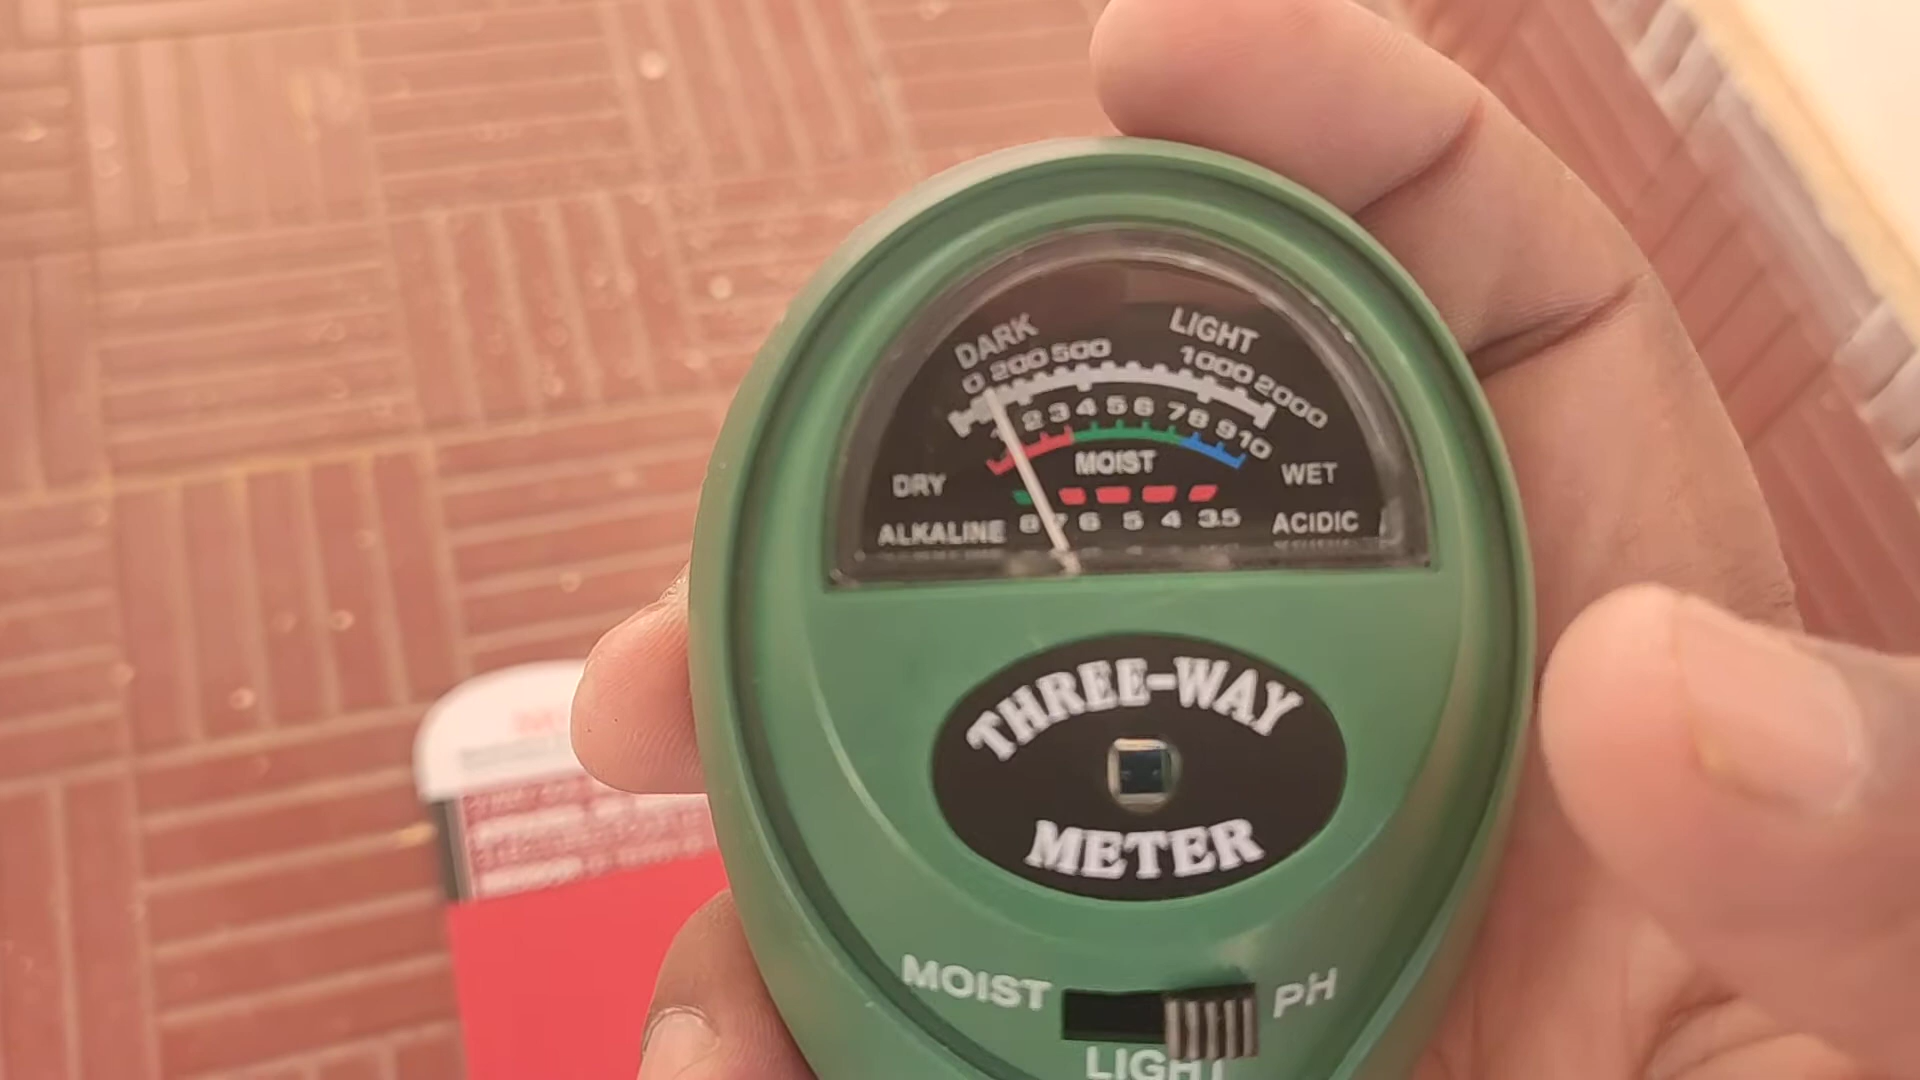 DARK LIGHT
0 200 500 1000 2000
1 2 3 4 5 6 7 8 9 10
DRY MOIST WET
ALKALINE 8 7 6 5 4 3.5 ACIDIC
THREE-WAY
METER
MOIST PH
LIGHT